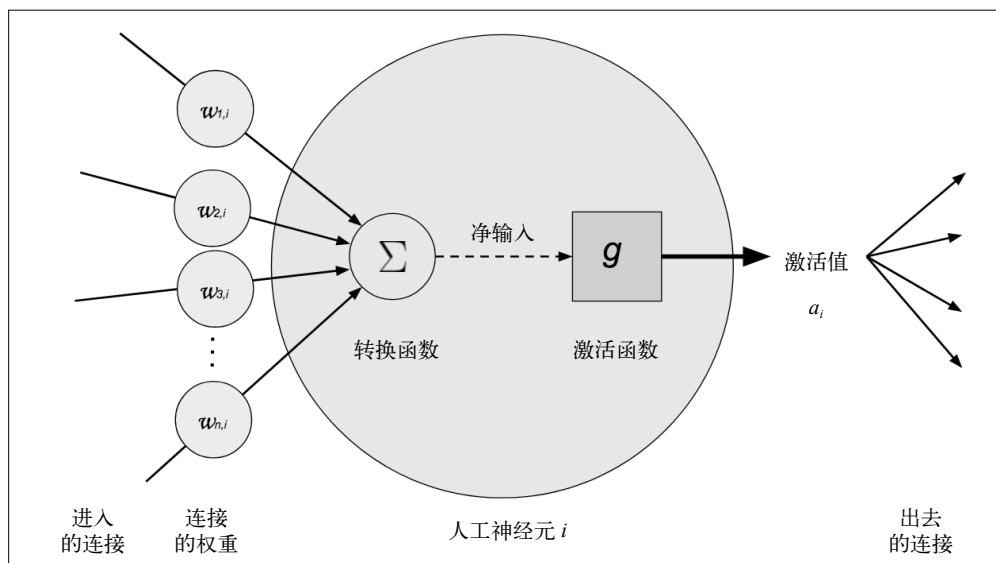 w1,i
w2,i
w3,i
wn,i
Σ
净输入
g
转换函数
激活函数
激活值
ai
进入
的连接
连接
的权重
人工神经元 i
出去
的连接